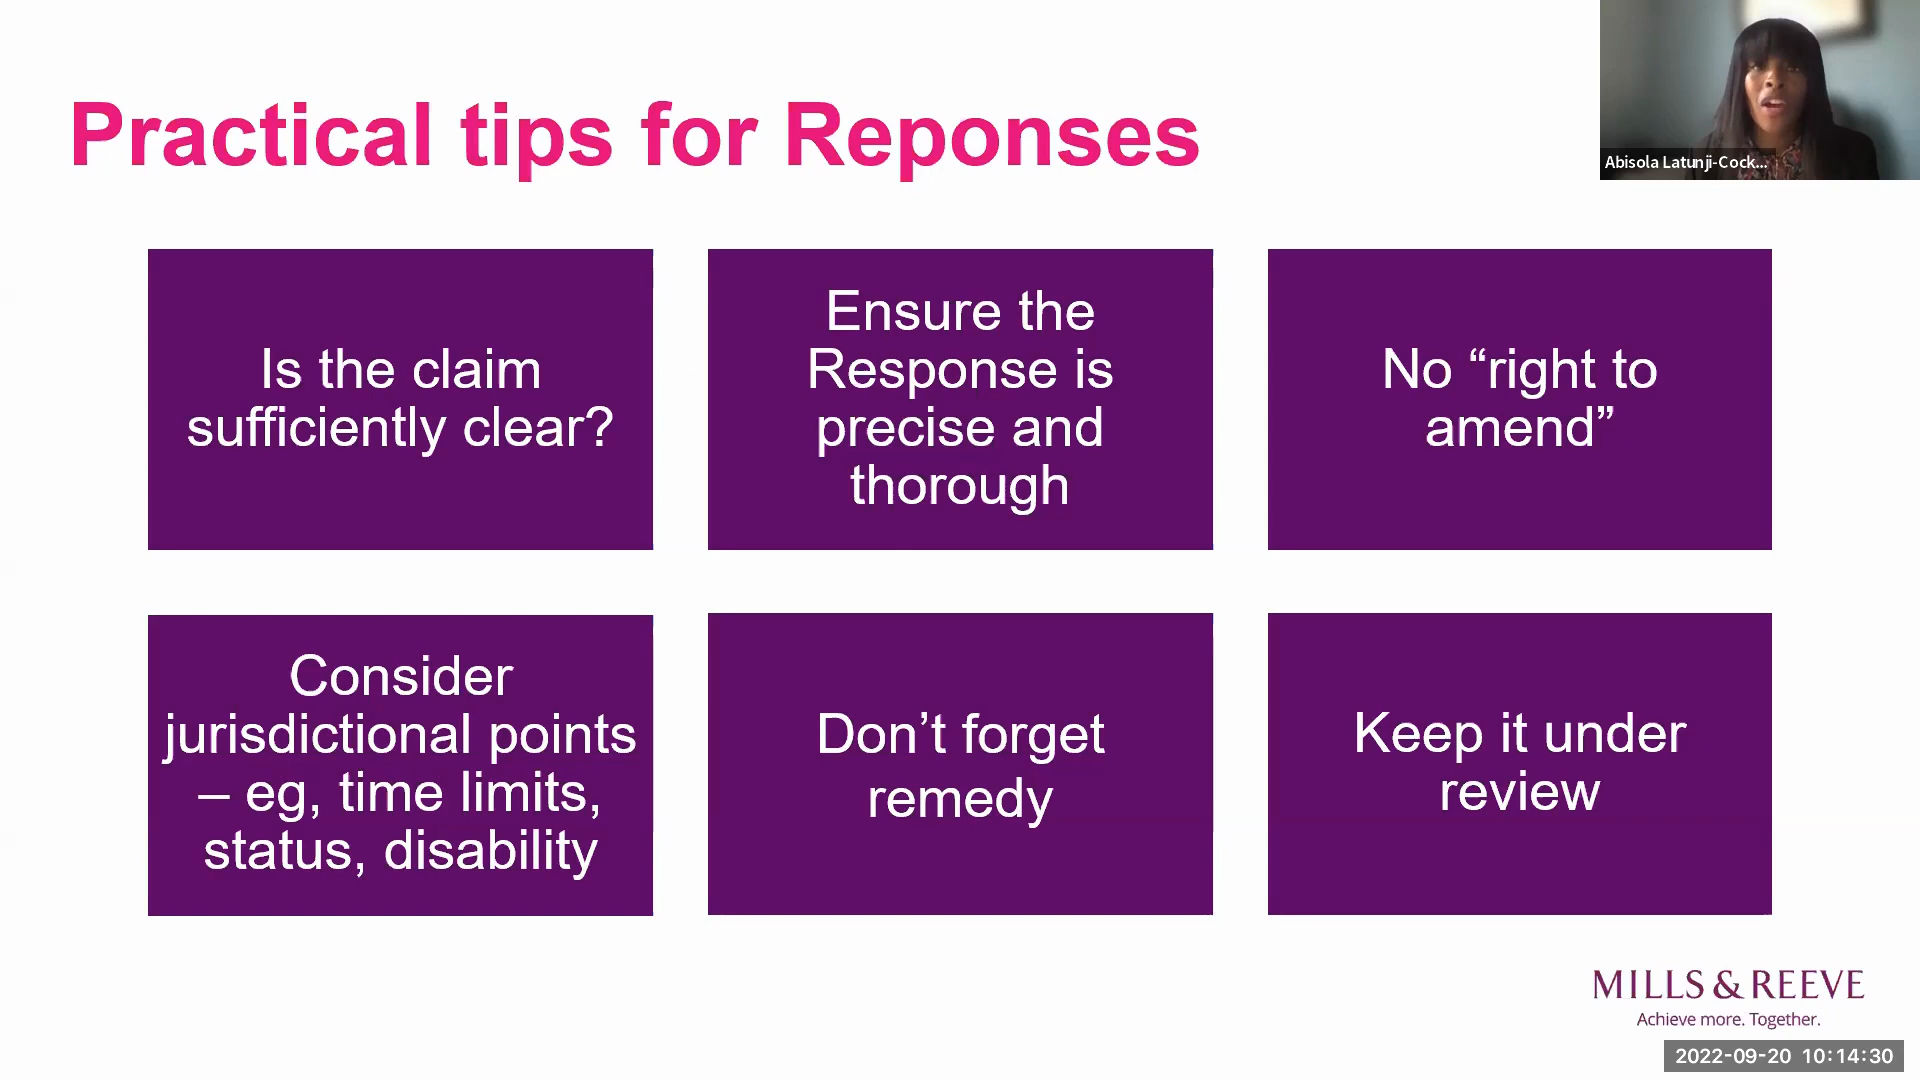 Practical tips for Reponses
Abisola Latunji-Cock...
Is the claim
sufficiently clear?
Ensure the
Response is
precise and
thorough
No “right to
amend”
Consider
jurisdictional points
– eg, time limits,
status, disability
Don’t forget
remedy
Keep it under
review
MILLS & REEVE
Achieve more. Together.
2022-09-20 10:14:30